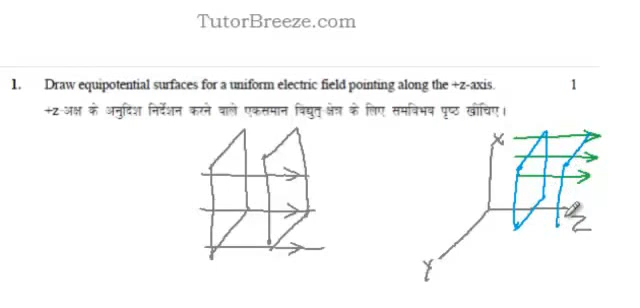 TutorBreeze.com
1. Draw equipotential surfaces for a uniform electric field pointing along the +z-axis. 1
+z-अक्ष के अनुदिश निर्देशन करने वाले एकसमान विद्युत्-क्षेत्र के लिए समविभव पृष्ठ खींचिए।
X
Z
Y